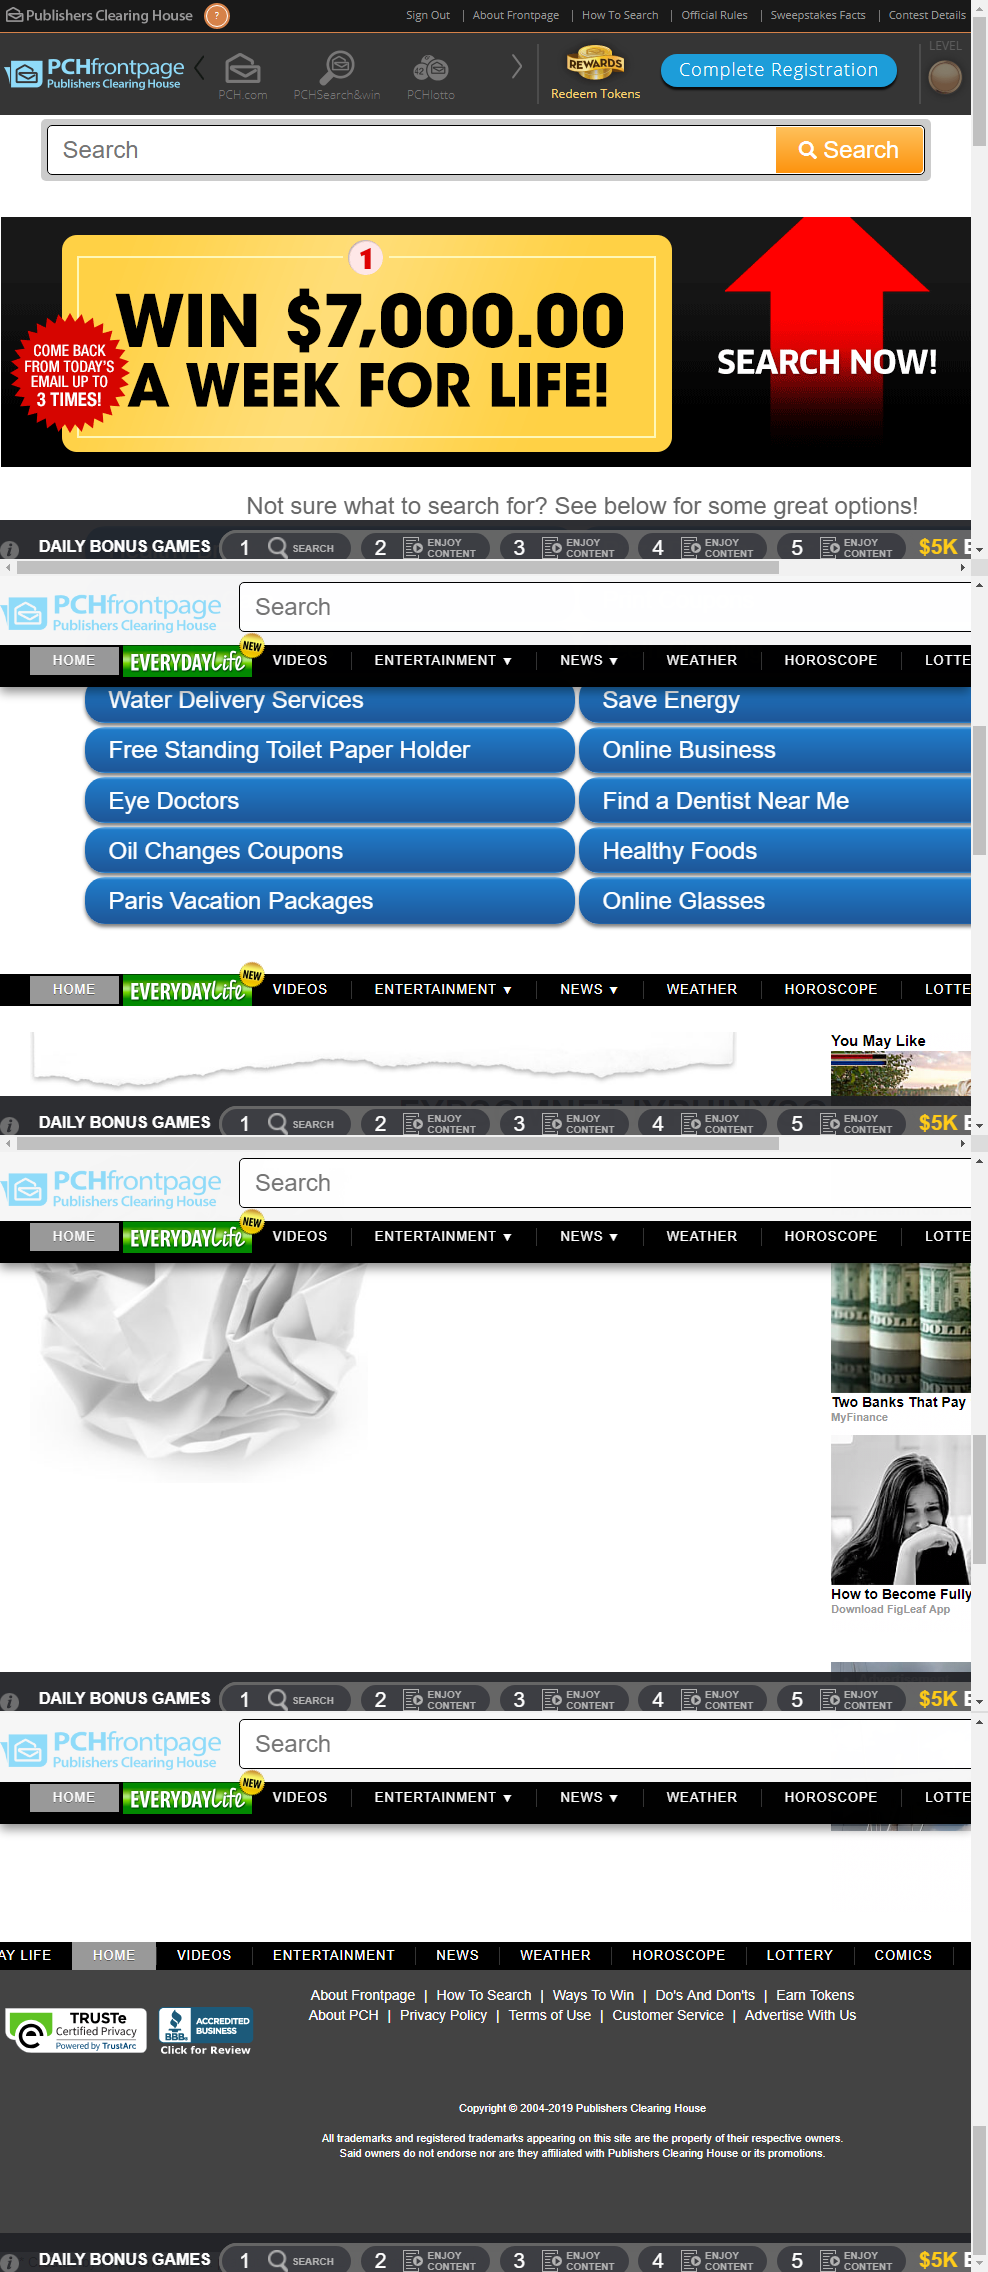 Publishers Clearing House ? Sign Out | About Frontpage | How To Search | Official Rules | Sweepstakes Facts | Contest Details
PCHfrontpage
Publishers Clearing House
PCH.com PCHSearch&win PCHlotto
42
REWARDS
Redeem Tokens
Complete Registration
LEVEL
Search Search
1
WIN $7,000.00
A WEEK FOR LIFE!
COME BACK
FROM TODAY'S
EMAIL UP TO
3 TIMES!
SEARCH NOW!
Not sure what to search for? See below for some great options!
i DAILY BONUS GAMES 1 SEARCH 2 ENJOY CONTENT 3 ENJOY CONTENT 4 ENJOY CONTENT 5 ENJOY CONTENT $5K
PCHfrontpage
Publishers Clearing House
Search
HOME EVERYDAYLife NEW VIDEOS ENTERTAINMENT ▼ NEWS ▼ WEATHER HOROSCOPE LOTTE
Water Delivery Services Save Energy
Free Standing Toilet Paper Holder Online Business
Eye Doctors Find a Dentist Near Me
Oil Changes Coupons Healthy Foods
Paris Vacation Packages Online Glasses
HOME EVERYDAYLife NEW VIDEOS ENTERTAINMENT ▼ NEWS ▼ WEATHER HOROSCOPE LOTTE
You May Like
i DAILY BONUS GAMES 1 SEARCH 2 ENJOY CONTENT 3 ENJOY CONTENT 4 ENJOY CONTENT 5 ENJOY CONTENT $5K
PCHfrontpage
Publishers Clearing House
Search
HOME EVERYDAYLife NEW VIDEOS ENTERTAINMENT ▼ NEWS ▼ WEATHER HOROSCOPE LOTTE
Two Banks That Pay
MyFinance
How to Become Fully
Download FigLeaf App
i DAILY BONUS GAMES 1 SEARCH 2 ENJOY CONTENT 3 ENJOY CONTENT 4 ENJOY CONTENT 5 ENJOY CONTENT $5K
PCHfrontpage
Publishers Clearing House
Search
HOME EVERYDAYLife NEW VIDEOS ENTERTAINMENT ▼ NEWS ▼ WEATHER HOROSCOPE LOTTE
AY LIFE HOME VIDEOS ENTERTAINMENT NEWS WEATHER HOROSCOPE LOTTERY COMICS
About Frontpage | How To Search | Ways To Win | Do's And Don'ts | Earn Tokens
About PCH | Privacy Policy | Terms of Use | Customer Service | Advertise With Us
TRUSTe
Certified Privacy
Powered by TrustArc
BBB ACCREDITED BUSINESS
Click for Review
Copyright © 2004-2019 Publishers Clearing House
All trademarks and registered trademarks appearing on this site are the property of their respective owners.
Said owners do not endorse nor are they affiliated with Publishers Clearing House or its promotions.
i DAILY BONUS GAMES 1 SEARCH 2 ENJOY CONTENT 3 ENJOY CONTENT 4 ENJOY CONTENT 5 ENJOY CONTENT $5K